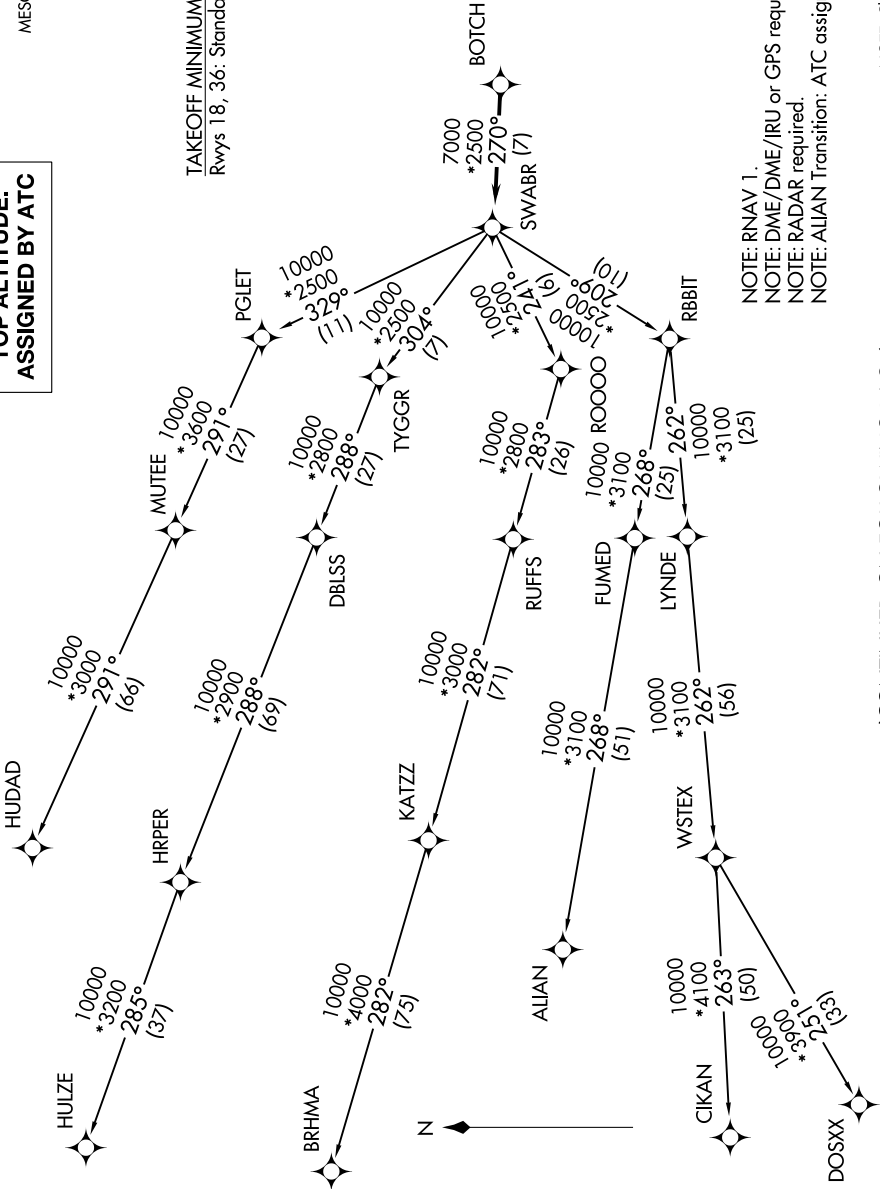 MESQ
TOP ALTITUDE:
ASSIGNED BY ATC
TAKEOFF MINIMUM
Rwys 18, 36: Standa
BOTCH
7000
*2500
270°
(7)
SWABR
10000
*2500
329°
(11)
PGLET
10000
*3600
291°
(27)
MUTEE
10000
*3000
291°
(66)
HUDAD
10000
*2500
304°
(7)
TYGGR
10000
*2800
288°
(27)
DBLSS
10000
*2900
288°
(69)
HRPER
10000
*3200
285°
(37)
HULZE
10000
*2500
241°
(6)
ROOOO
10000
*2800
283°
(26)
RUFFS
10000
*3000
282°
(71)
KATZZ
10000
*4000
282°
(75)
BRHMA
10000
*2500
209°
(10)
RBBIT
10000
*3100
268°
(25)
FUMED
10000
*3100
268°
(51)
ALIAN
262°
10000
*3100
(25)
LYNDE
10000
*3100
262°
(56)
WSTEX
10000
*4100
263°
(50)
CIKAN
10000
*3900
251°
(33)
DOSXX
N
NOTE: RNAV 1.
NOTE: DME/DME/IRU or GPS requ
NOTE: RADAR required.
NOTE: ALIAN Transition: ATC assig